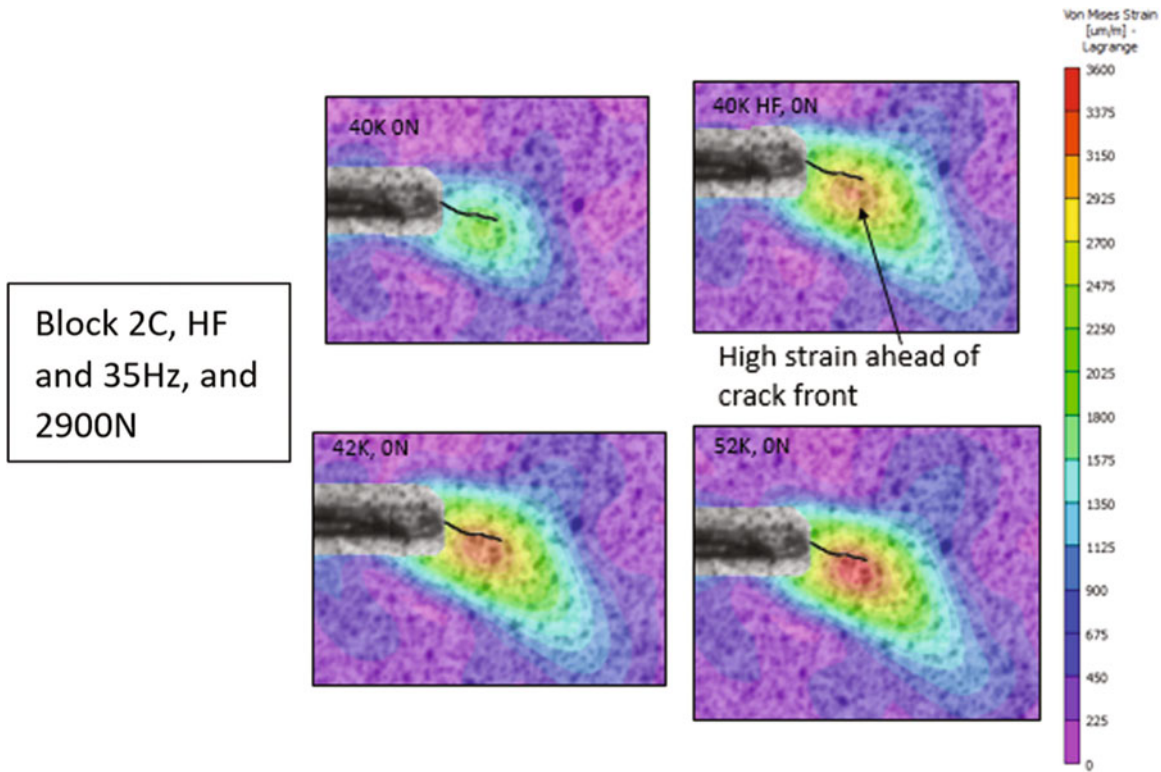 Von Mises Strain
[um/m] -
Lagrange
3600
3375
3150
2925
2700
2475
2250
2025
1800
1575
1350
1125
900
675
450
225
0
40K 0N
40K HF, 0N
Block 2C, HF
and 35Hz, and
2900N
High strain ahead of
crack front
42K, 0N
52K, 0N